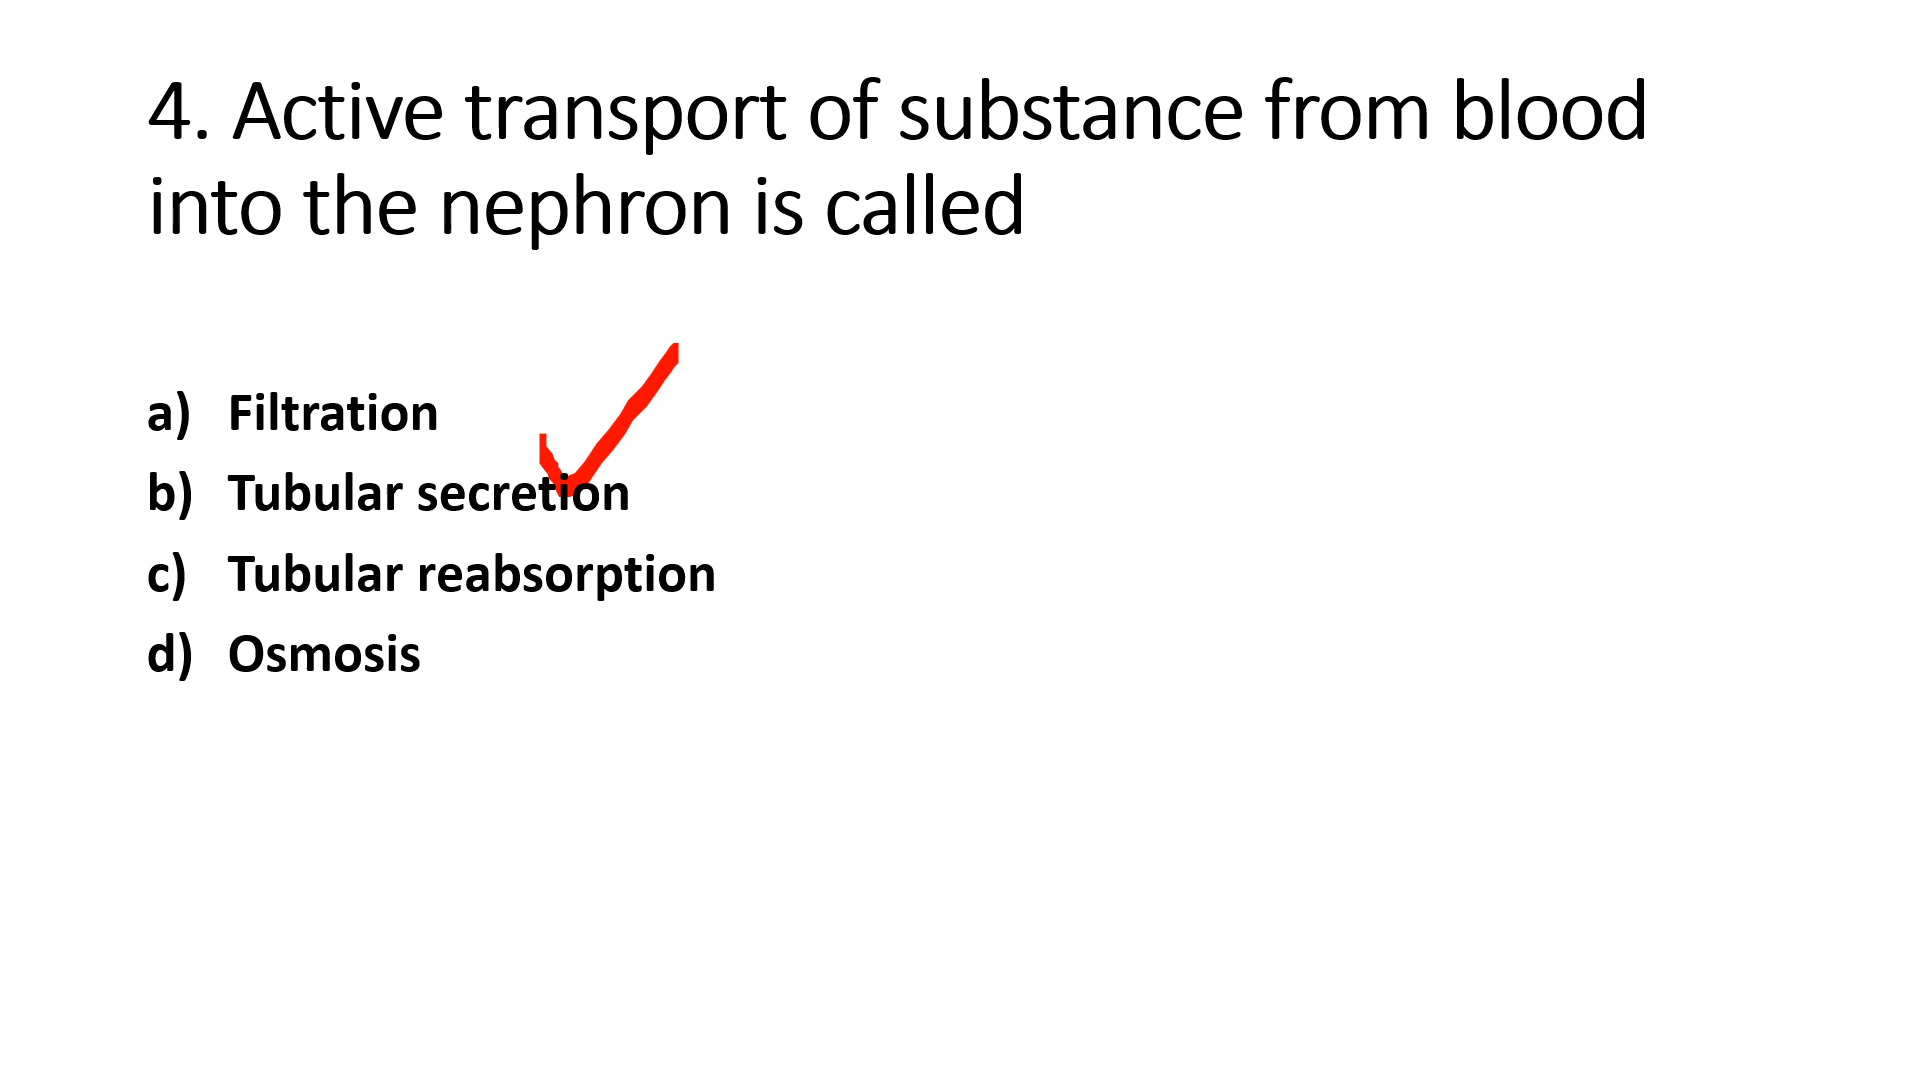 4. Active transport of substance from blood
into the nephron is called
a) Filtration
b) Tubular secretion
c) Tubular reabsorption
d) Osmosis